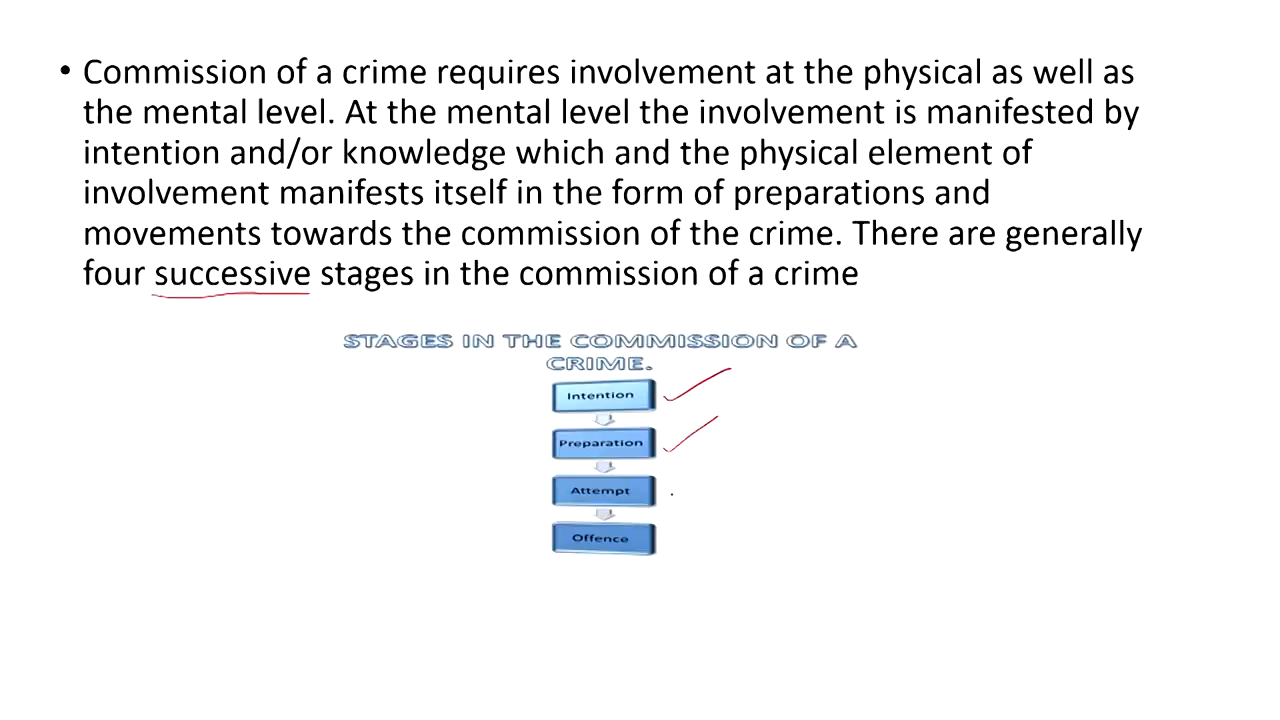 • Commission of a crime requires involvement at the physical as well as
the mental level. At the mental level the involvement is manifested by
intention and/or knowledge which and the physical element of
involvement manifests itself in the form of preparations and
movements towards the commission of the crime. There are generally
four successive stages in the commission of a crime
STAGES IN THE COMMISSION OF A
CRIME.
Intention
Preparation
Attempt
Offence